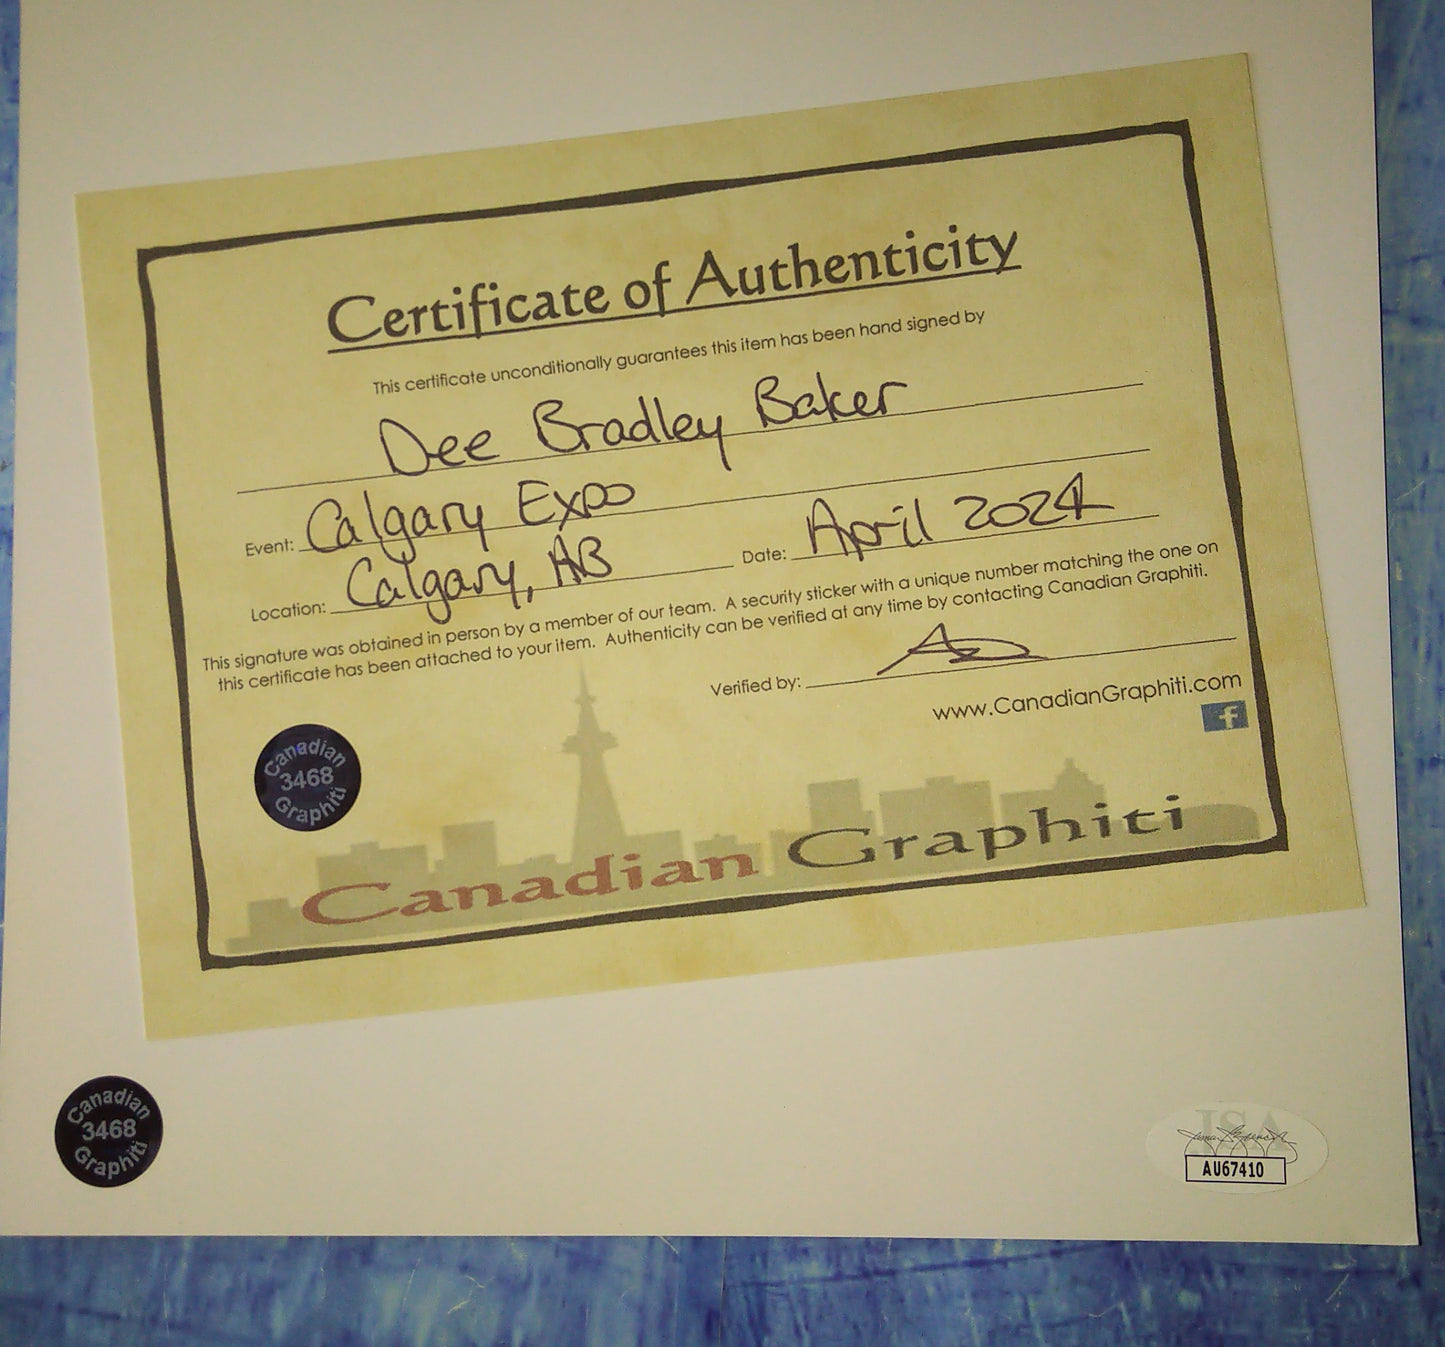 Certificate of Authenticity
This certificate unconditionally guarantees this item has been hand signed by
Dee Bradley Baker
Event: Calgary Expo
Date: April 2024
Location: Calgary, AB
This signature was obtained in person by a member of our team. A security sticker with a unique number matching the one on
this certificate has been attached to your item. Authenticity can be verified at any time by contacting Canadian Graphiti.
Verified by:
www.CanadianGraphiti.com
f
Canadian
3468
Graphiti
Canadian Graphiti
Canadian
3468
Graphiti
JSA
AU67410